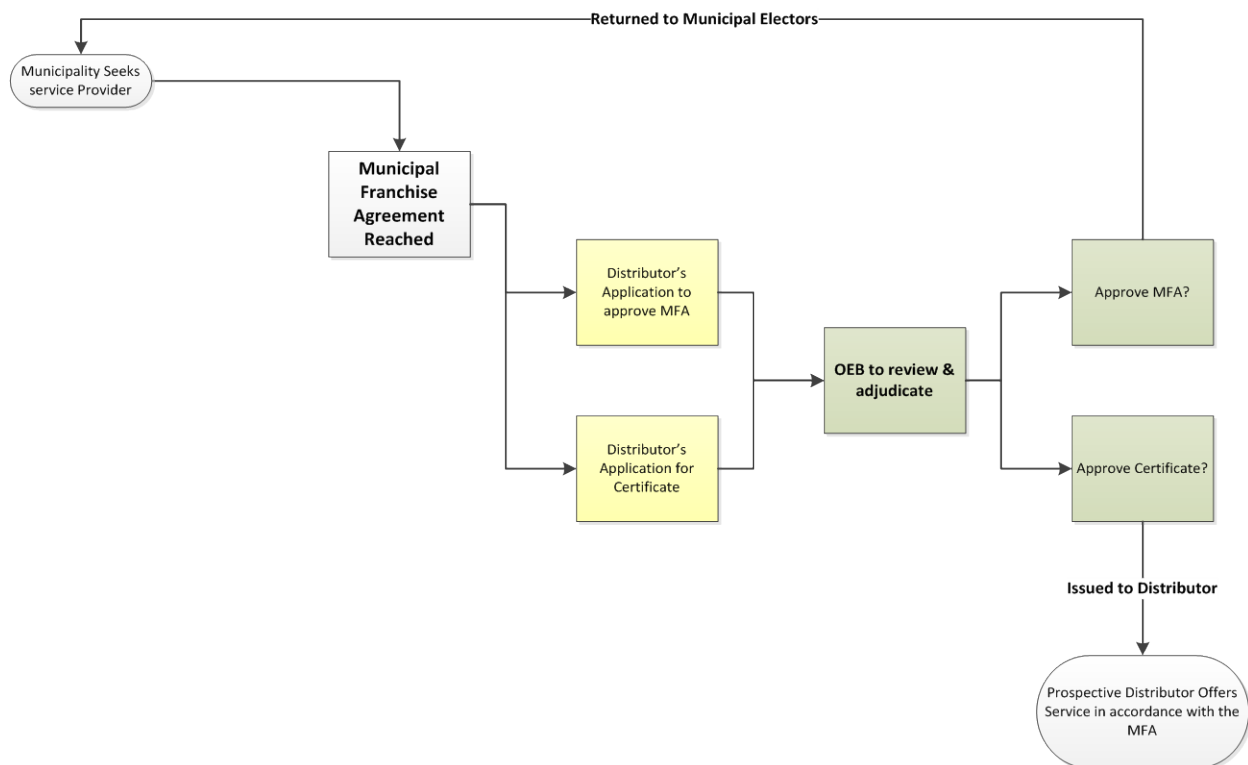 Returned to Municipal Electors
Municipality Seeks
service Provider
Municipal
Franchise
Agreement
Reached
Distributor's
Application to
approve MFA
Approve MFA?
OEB to review &
adjudicate
Distributor's
Application for
Certificate
Approve Certificate?
Issued to Distributor
Prospective Distributor Offers
Service in accordance with the
MFA